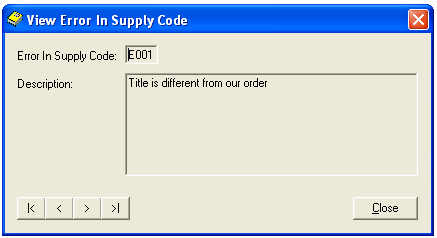 View Error In Supply Code
Error In Supply Code: E001
Description: Title is different from our order
|< < > >| Close